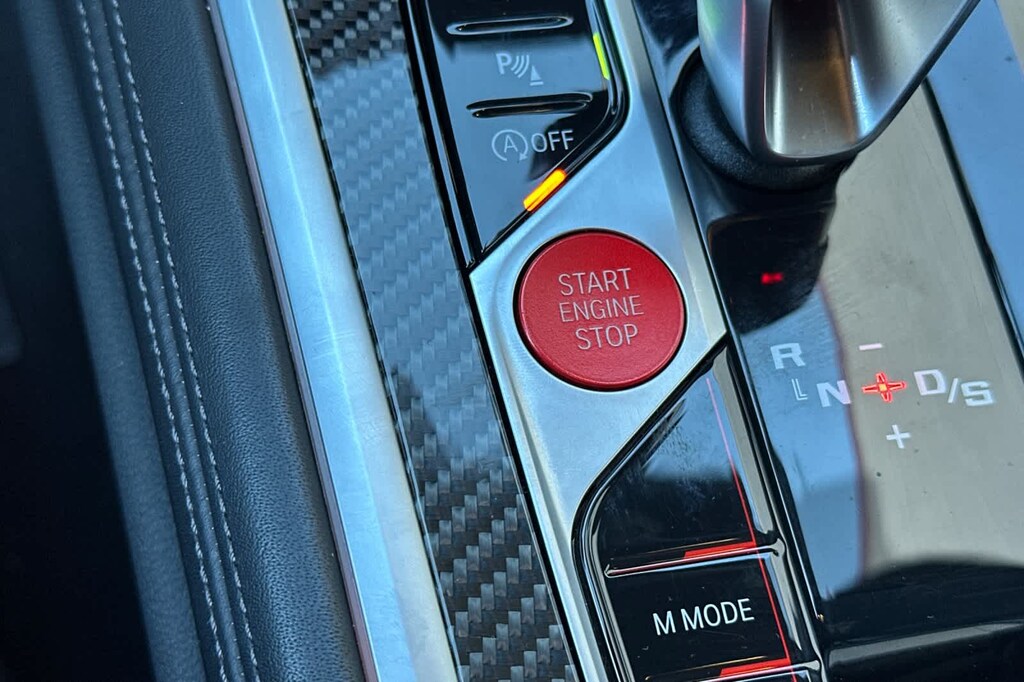 P
A OFF
START
ENGINE
STOP
R
−
N D/S
+
M MODE